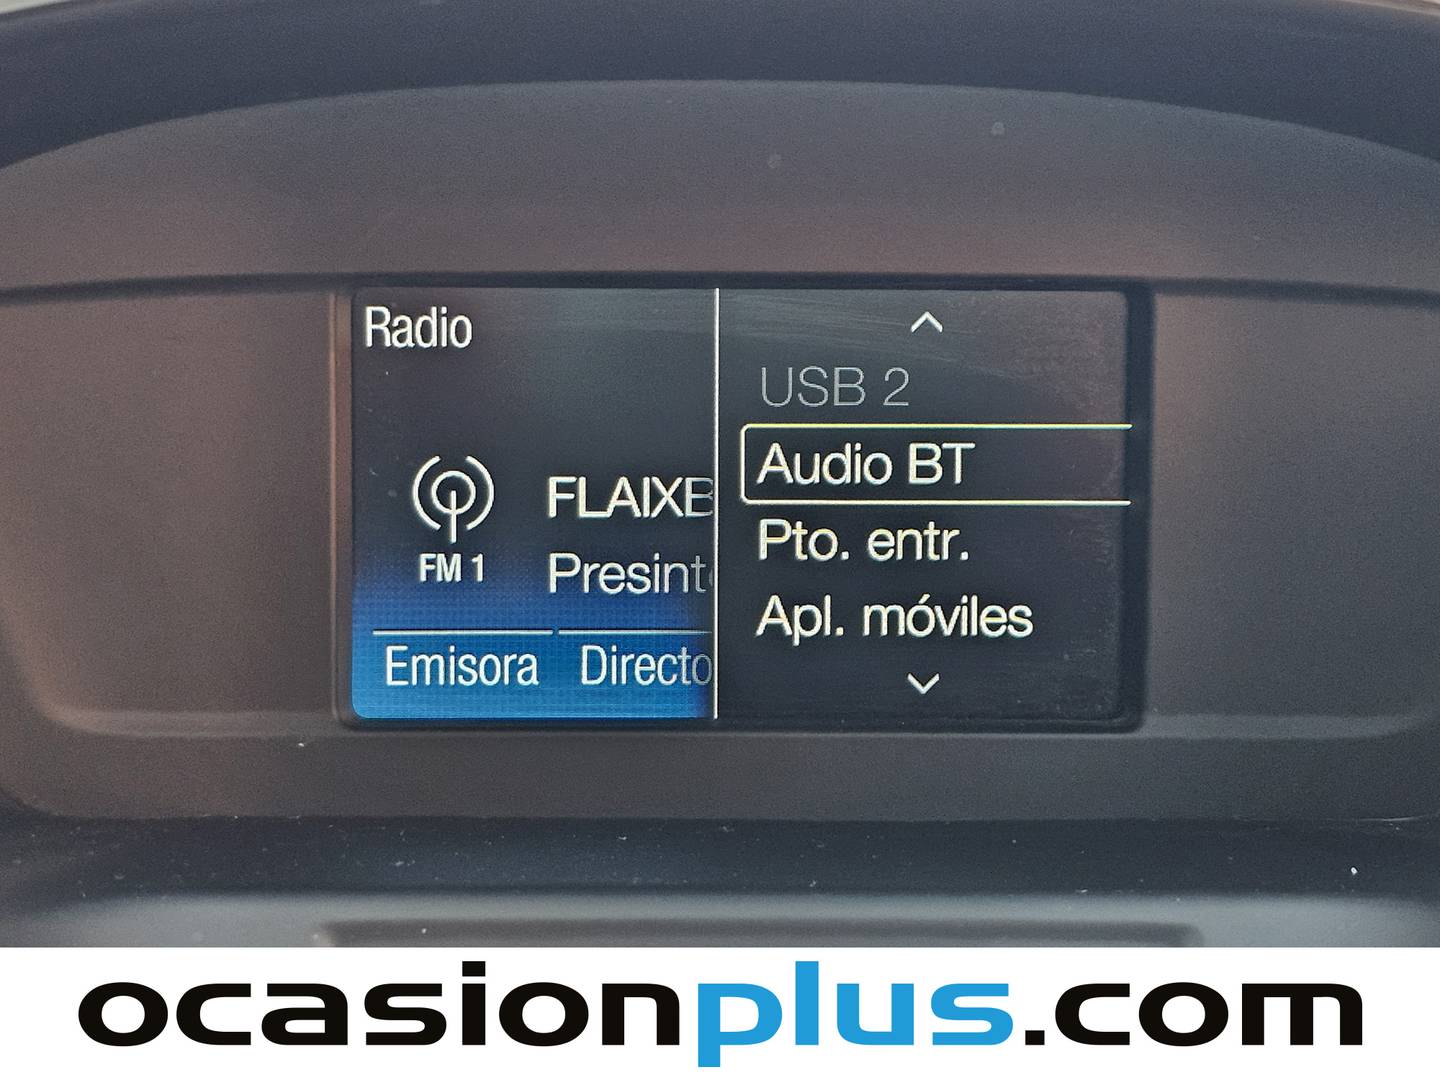 Radio
FM 1
FLAIXB
Presint
Emisora
Directo
USB 2
Audio BT
Pto. entr.
Apl. móviles
ocasionplus.com